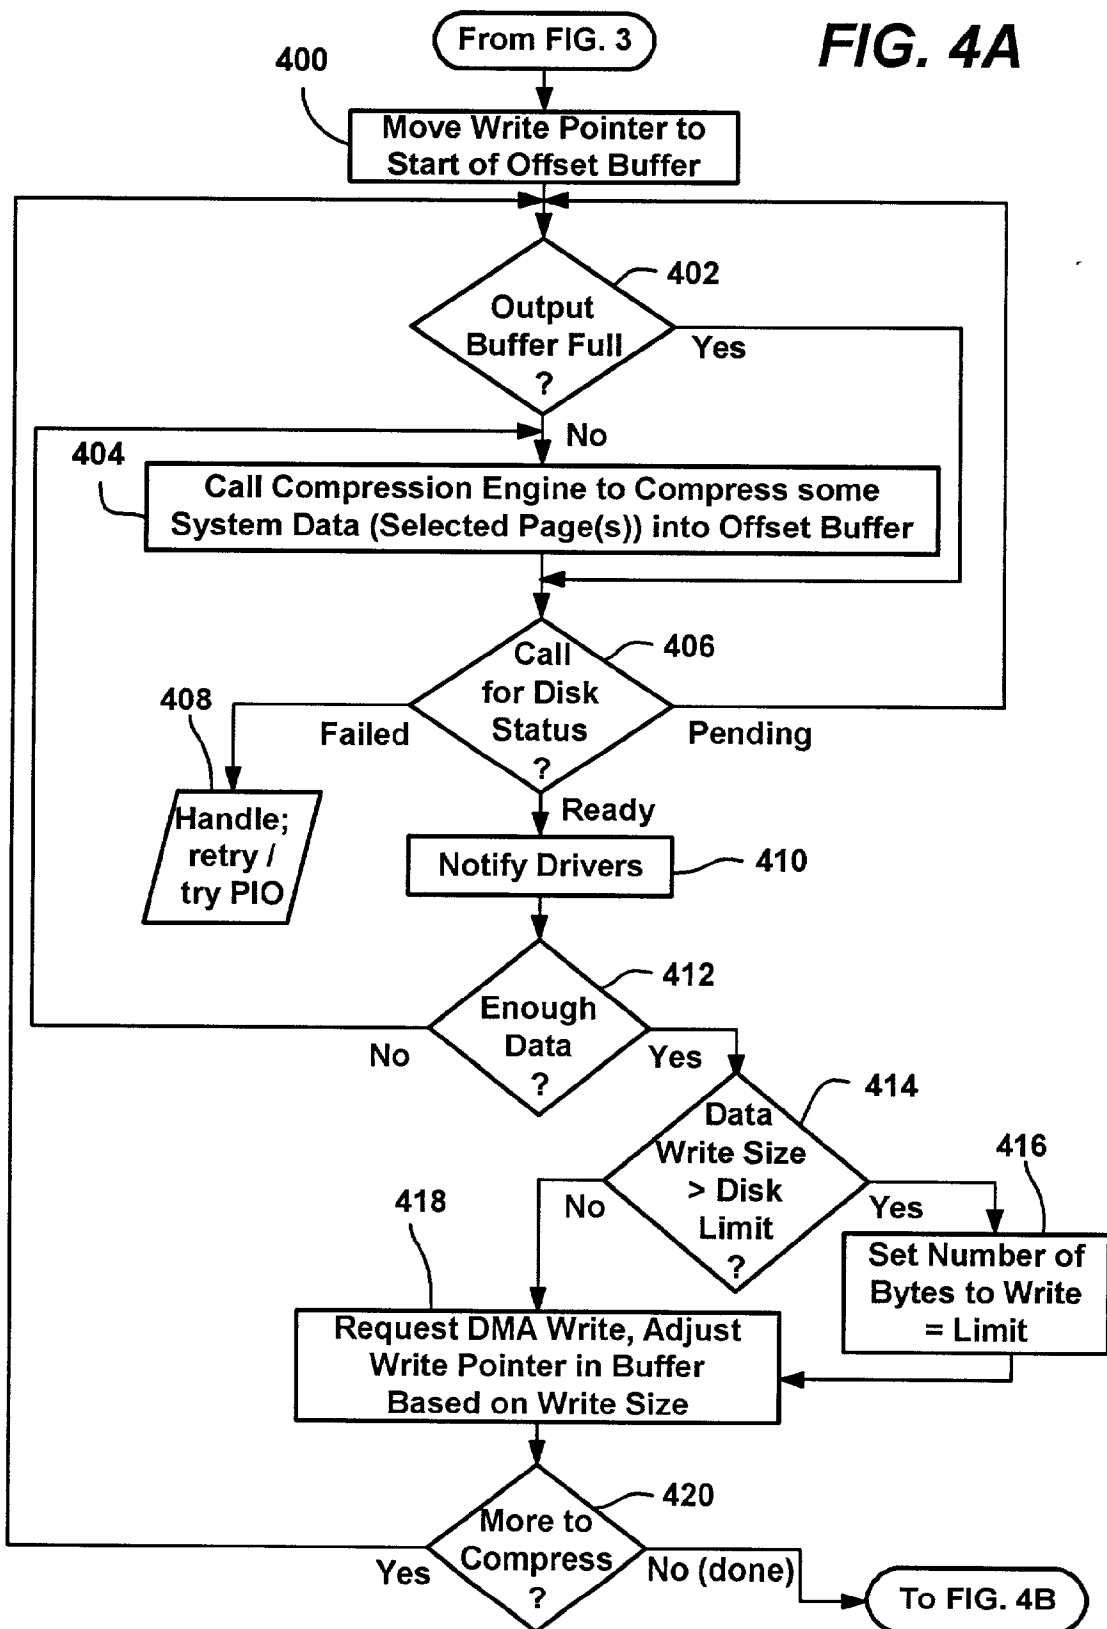 From FIG. 3
FIG. 4A
400
Move Write Pointer to
Start of Offset Buffer
402
Output
Buffer Full
?
Yes
No
404
Call Compression Engine to Compress some
System Data (Selected Page(s)) into Offset Buffer
406
Call
for Disk
Status
?
408
Failed
Pending
Ready
Handle;
retry /
try PIO
Notify Drivers
410
412
Enough
Data
?
No
Yes
414
Data
Write Size
> Disk
Limit
?
416
No
Yes
418
Set Number of
Bytes to Write
= Limit
Request DMA Write, Adjust
Write Pointer in Buffer
Based on Write Size
420
More to
Compress
?
Yes
No (done)
To FIG. 4B